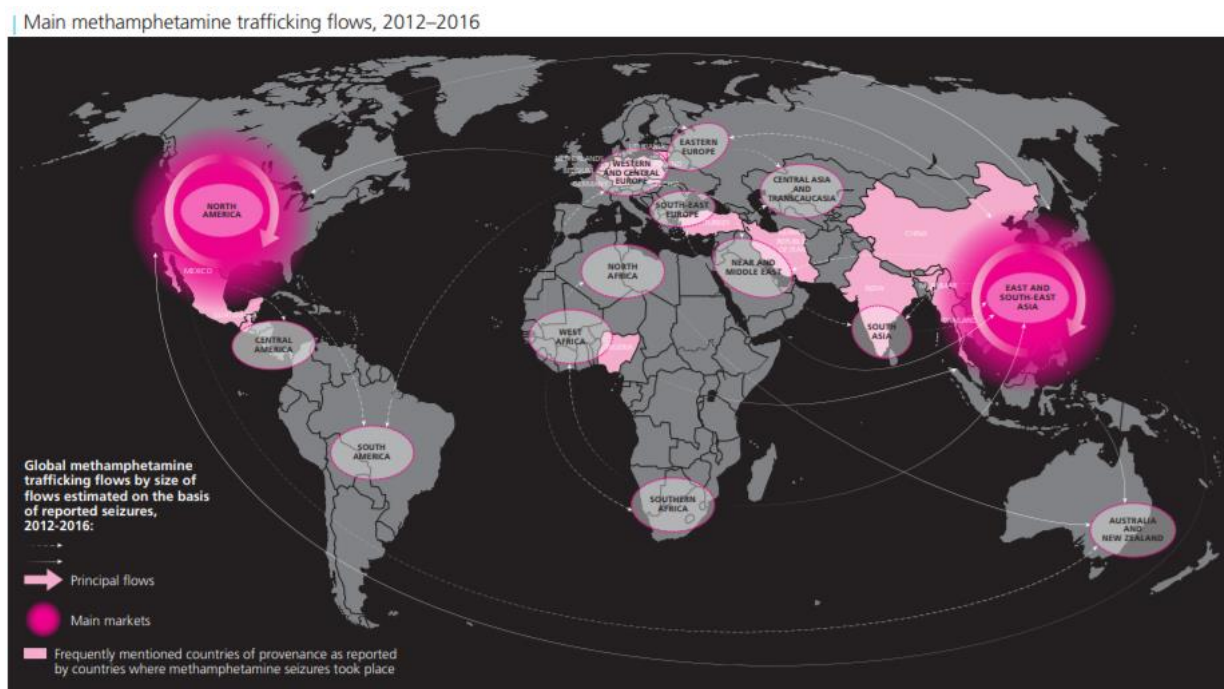 Main methamphetamine trafficking flows, 2012–2016
EASTERN
EUROPE
NETHERLANDS
WESTERN
AND CENTRAL
EUROPE
CENTRAL ASIA
AND
TRANSCAUCASIA
NORTH
AMERICA
SOUTH-EAST
EUROPE
CHINA
MEXICO
NORTH
AFRICA
NEAR AND
MIDDLE EAST
INDIA
EAST AND
SOUTH-EAST
ASIA
WEST
AFRICA
SOUTH
ASIA
CENTRAL
AMERICA
SOUTH
AMERICA
SOUTHERN
AFRICA
AUSTRALIA
AND
NEW ZEALAND
Global methamphetamine
trafficking flows by size of
flows estimated on the basis
of reported seizures,
2012-2016:
Principal flows
Main markets
Frequently mentioned countries of provenance as reported
by countries where methamphetamine seizures took place